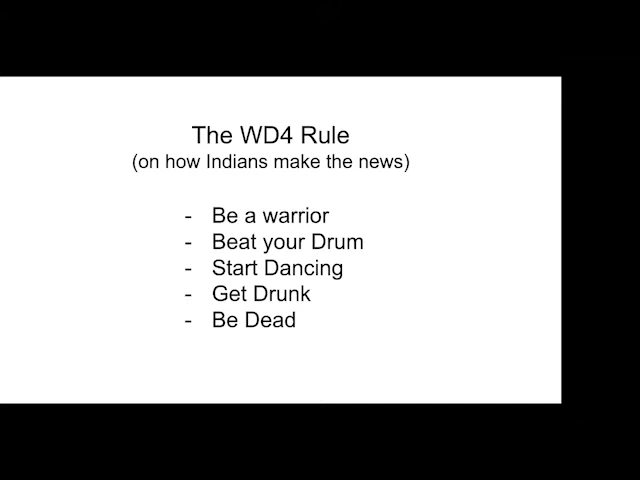 The WD4 Rule
(on how Indians make the news)
- Be a warrior
- Beat your Drum
- Start Dancing
- Get Drunk
- Be Dead